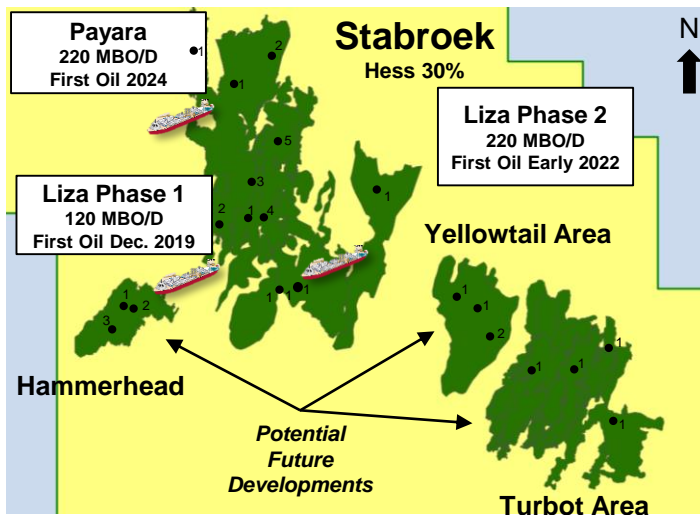 Payara
220 MBO/D
First Oil 2024
Stabroek
Hess 30%
N
Liza Phase 2
220 MBO/D
First Oil Early 2022
Liza Phase 1
120 MBO/D
First Oil Dec. 2019
Yellowtail Area
Hammerhead
Potential
Future
Developments
Turbot Area
1
2
1
5
3
1
2
1
4
1
1
1
1
1
2
3
1
1
2
1
1
1
1